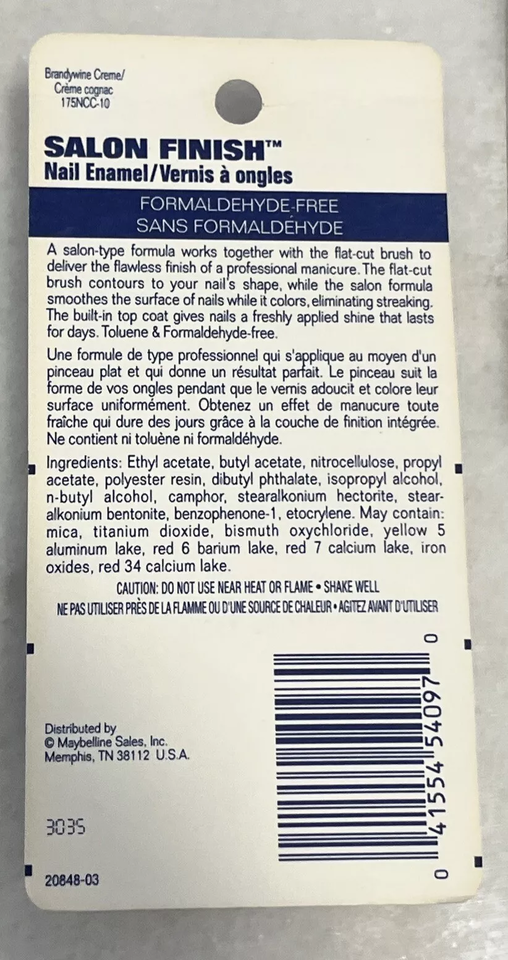 Brandywine Creme/
Crème cognac
175NCC-10
SALON FINISH™
Nail Enamel/Vernis à ongles
FORMALDEHYDE-FREE
SANS FORMALDÉHYDE
A salon-type formula works together with the flat-cut brush to
deliver the flawless finish of a professional manicure. The flat-cut
brush contours to your nail's shape, while the salon formula
smoothes the surface of nails while it colors, eliminating streaking.
The built-in top coat gives nails a freshly applied shine that lasts
for days. Toluene & Formaldehyde-free.
Une formule de type professionnel qui s'applique au moyen d'un
pinceau plat et qui donne un résultat parfait. Le pinceau suit la
forme de vos ongles pendant que le vernis adoucit et colore leur
surface uniformément. Obtenez un effet de manucure toute
fraîche qui dure des jours grâce à la couche de finition intégrée.
Ne contient ni toluène ni formaldéhyde.
Ingredients: Ethyl acetate, butyl acetate, nitrocellulose, propyl
acetate, polyester resin, dibutyl phthalate, isopropyl alcohol,
n-butyl alcohol, camphor, stearalkonium hectorite, stear-
alkonium bentonite, benzophenone-1, etocrylene. May contain:
mica, titanium dioxide, bismuth oxychloride, yellow 5
aluminum lake, red 6 barium lake, red 7 calcium lake, iron
oxides, red 34 calcium lake.
CAUTION: DO NOT USE NEAR HEAT OR FLAME • SHAKE WELL
NE PAS UTILISER PRÈS DE LA FLAMME OU D'UNE SOURCE DE CHALEUR • AGITEZ AVANT D'UTILISER
Distributed by
© Maybelline Sales, Inc.
Memphis, TN 38112 U.S.A.
3035
20848-03
0 41554 54097 0